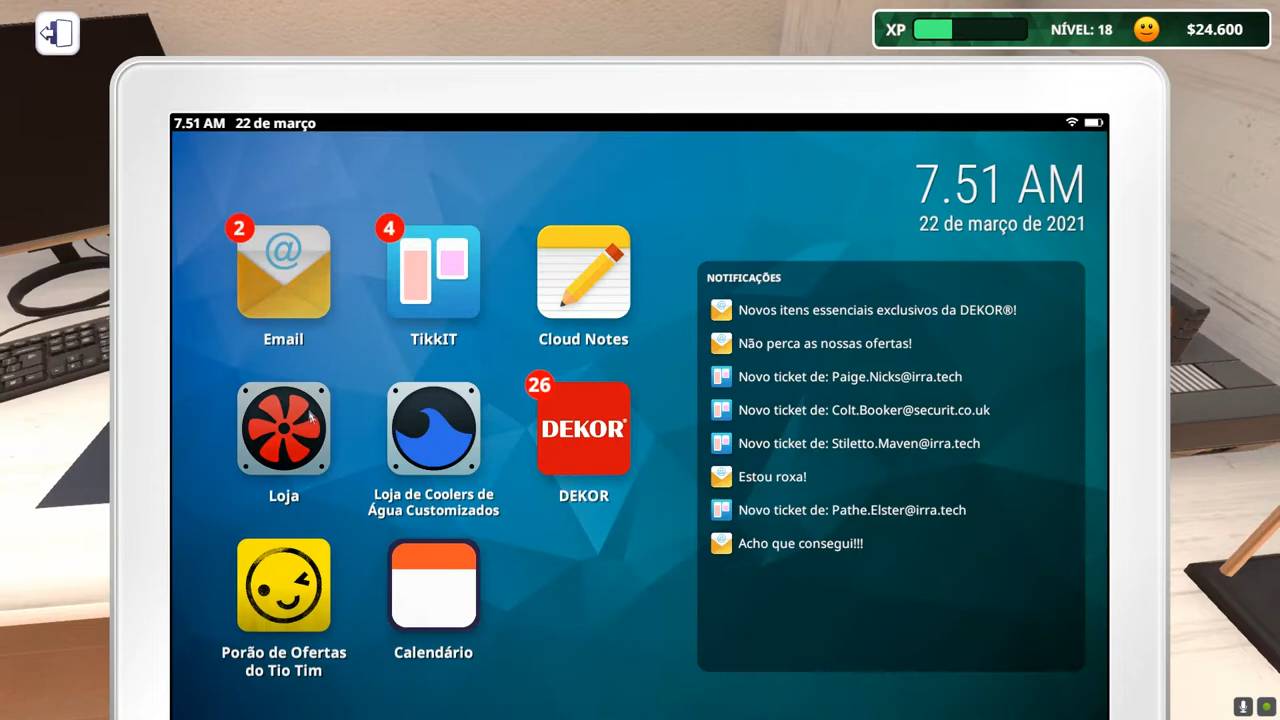 XP
NÍVEL: 18
$24.600
7.51 AM 22 de março
7.51 AM
22 de março de 2021
2
@
Email
4
TikkIT
Cloud Notes
Loja
Loja de Coolers de
Água Customizados
26
DEKOR®
DEKOR
Porão de Ofertas
do Tio Tim
Calendário
NOTIFICAÇÕES
Novos itens essenciais exclusivos da DEKOR®!
Não perca as nossas ofertas!
Novo ticket de: Paige.Nicks@irra.tech
Novo ticket de: Colt.Booker@securit.co.uk
Novo ticket de: Stiletto.Maven@irra.tech
Estou roxa!
Novo ticket de: Pathe.Elster@irra.tech
Acho que consegui!!!